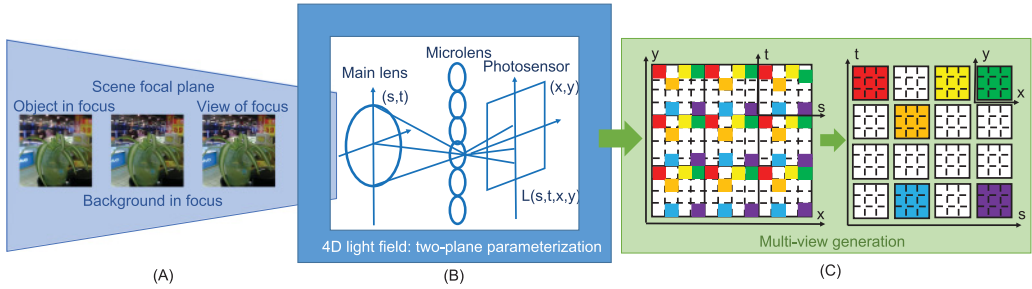 Scene focal plane
Object in focus
View of focus
Background in focus
(A)
Microlens
Main lens
Photosensor
(s,t)
(x,y)
L(s,t,x,y)
4D light field: two-plane parameterization
(B)
y
t
s
x
t
y
x
s
Multi-view generation
(C)